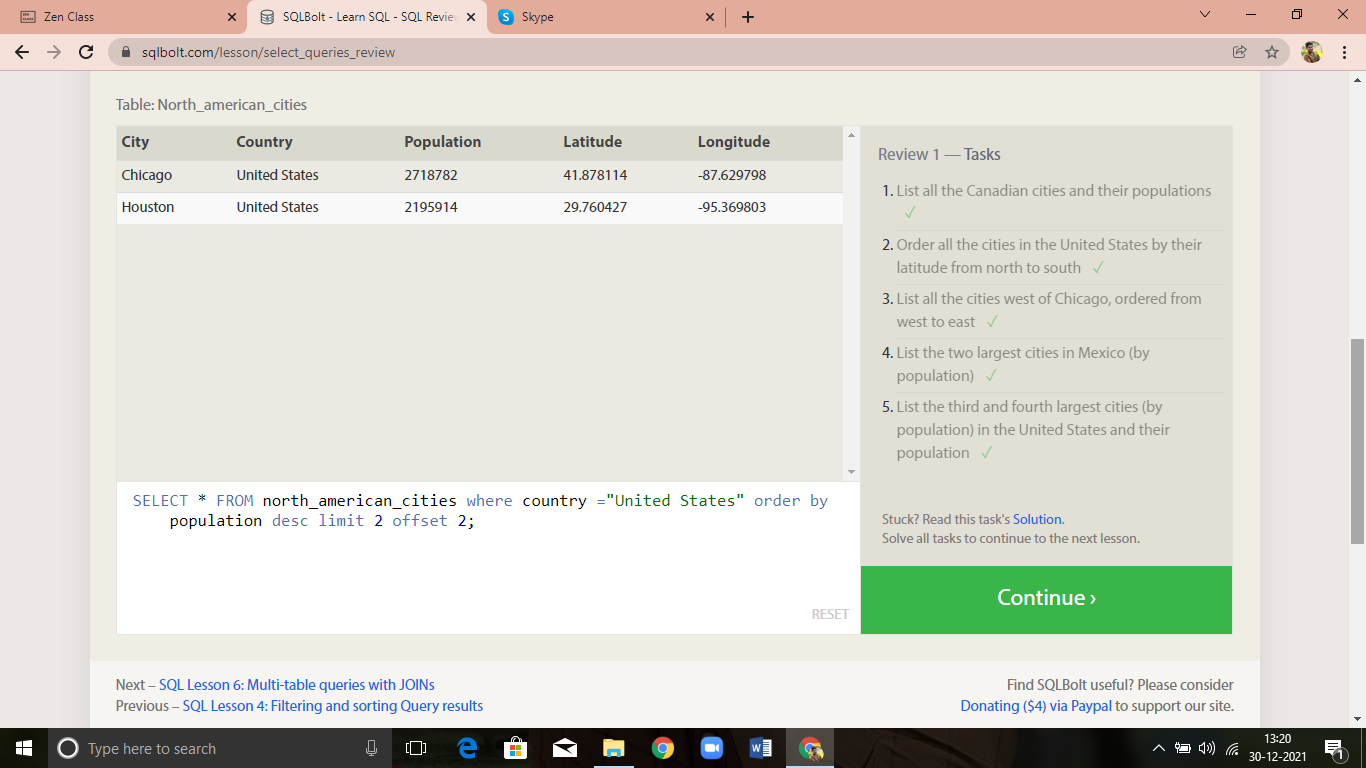 Zen Class
SQLBolt - Learn SQL - SQL Review
Skype
sqlbolt.com/lesson/select_queries_review
Table: North_american_cities
City Country Population Latitude Longitude
Chicago United States 2718782 41.878114 -87.629798
Houston United States 2195914 29.760427 -95.369803
SELECT * FROM north_american_cities where country ="United States" order by
population desc limit 2 offset 2;
RESET
Review 1 — Tasks
1. List all the Canadian cities and their populations
✓
2. Order all the cities in the United States by their
latitude from north to south ✓
3. List all the cities west of Chicago, ordered from
west to east ✓
4. List the two largest cities in Mexico (by
population) ✓
5. List the third and fourth largest cities (by
population) in the United States and their
population ✓
Stuck? Read this task's Solution.
Solve all tasks to continue to the next lesson.
Continue ›
Next – SQL Lesson 6: Multi-table queries with JOINs
Previous – SQL Lesson 4: Filtering and sorting Query results
Find SQLBolt useful? Please consider
Donating ($4) via Paypal to support our site.
Type here to search
13:20
30-12-2021
1